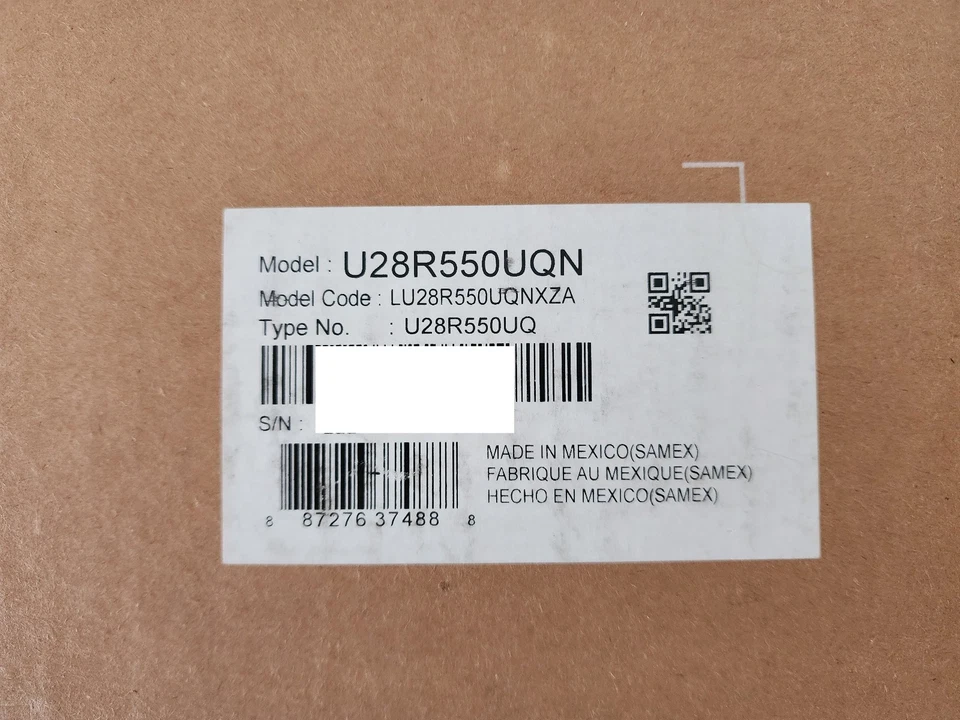 Model : U28R550UQN
Model Code : LU28R550UQNXZA
Type No. : U28R550UQ
S/N :
8 87276 37488 8
MADE IN MEXICO(SAMEX)
FABRIQUE AU MEXIQUE(SAMEX)
HECHO EN MEXICO(SAMEX)